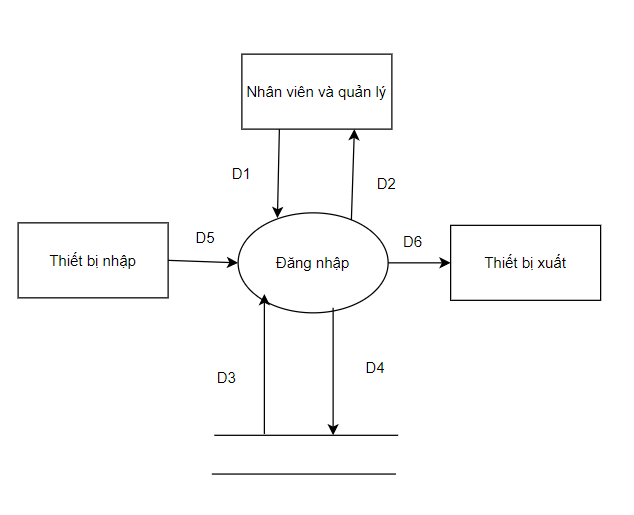 Nhân viên và quản lý
D1
D2
D5
D6
Thiết bị nhập
Đăng nhập
Thiết bị xuất
D3
D4